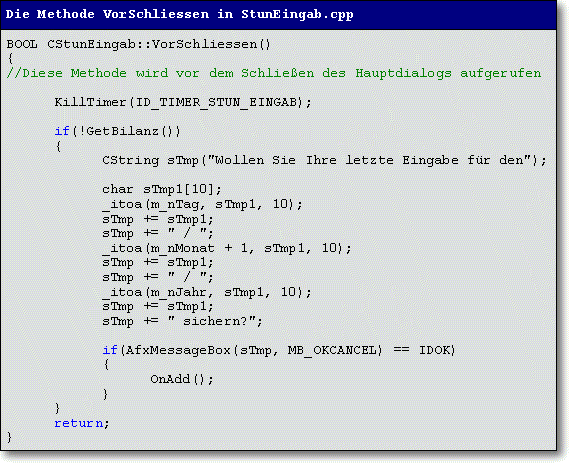 Die Methode VorSchliessen in StunEingab.cpp
BOOL CStunEingab::VorSchliessen()
{
//Diese Methode wird vor dem Schließen des Hauptdialogs aufgerufen
KillTimer(ID_TIMER_STUN_EINGAB);
if(!GetBilanz())
{
CString sTmp("Wollen Sie Ihre letzte Eingabe für den");
char sTmp1[10];
_itoa(m_nTag, sTmp1, 10);
sTmp += sTmp1;
sTmp += " / ";
_itoa(m_nMonat + 1, sTmp1, 10);
sTmp += sTmp1;
sTmp += " / ";
_itoa(m_nJahr, sTmp1, 10);
sTmp += sTmp1;
sTmp += " sichern?";
if(AfxMessageBox(sTmp, MB_OKCANCEL) == IDOK)
{
OnAdd();
}
}
return;
}